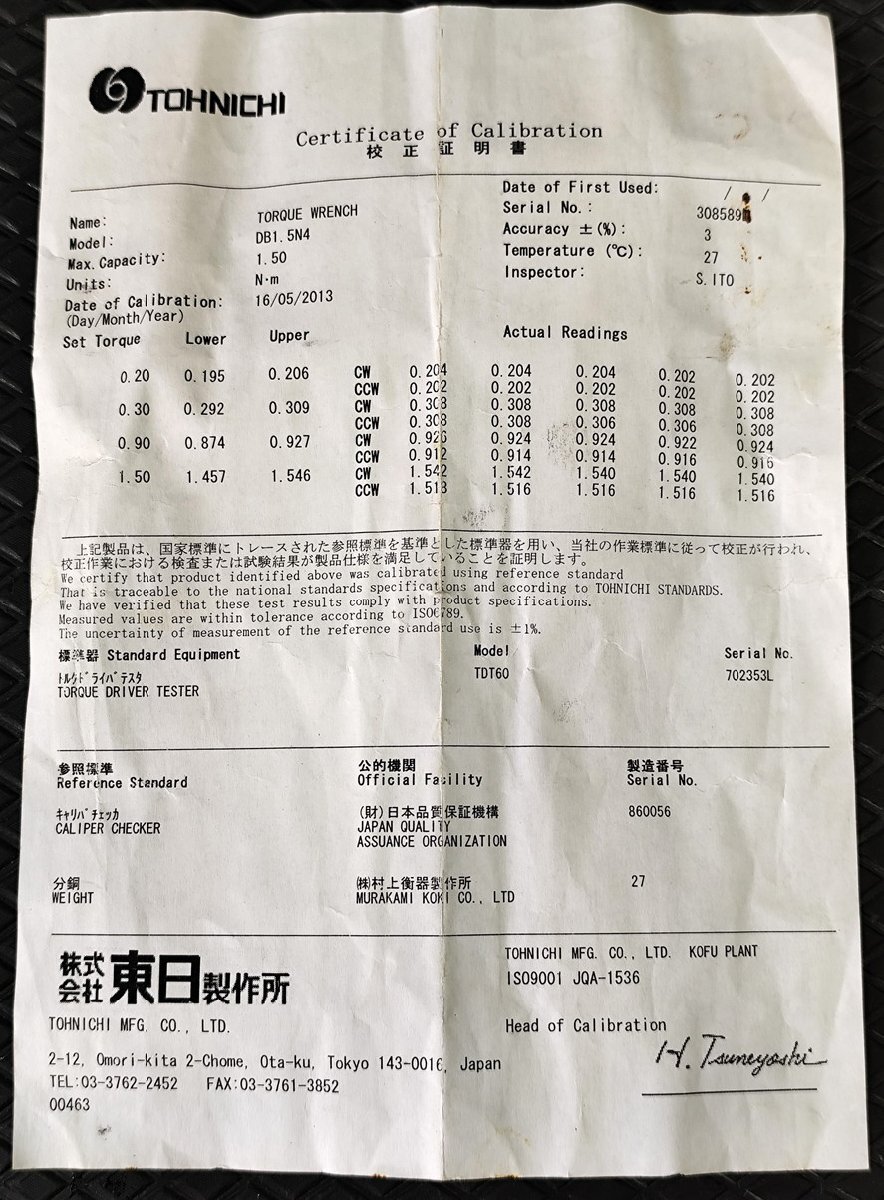 TOHNICHI
Certificate of Calibration
校正証明書
Name: TORQUE WRENCH
Model: DB1.5N4
Max. Capacity: 1.50
Units: N·m
Date of Calibration: 16/05/2013
(Day/Month/Year)
Date of First Used: / /
Serial No.:
Accuracy ±(%): 3
Temperature (℃): 27
Inspector: S.ITO
Set Torque Lower Upper Actual Readings
0.20 0.195 0.206 CW 0.204 0.204 0.204 0.202 0.202
CCW 0.202 0.202 0.202 0.202 0.202
0.30 0.292 0.309 CW 0.308 0.308 0.308 0.308 0.308
CCW 0.308 0.308 0.306 0.306 0.308
0.90 0.874 0.927 CW 0.926 0.924 0.924 0.922 0.924
CCW 0.912 0.914 0.914 0.916 0.916
1.50 1.457 1.546 CW 1.542 1.542 1.540 1.540 1.540
CCW 1.516 1.516 1.516 1.516
上記製品は、国家標準にトレースされた参照標準を基準とした標準器を用い、当社の作業標準に従って校正が行われ、
校正作業における検査または試験結果が製品仕様を満足していることを証明します。
We certify that product identified above was calibrated using reference standard
That is traceable to the national standards specifications and according to TOHNICHI STANDARDS.
We have verified that these test results comply with product specifications.
Measured values are within tolerance according to ISO6789.
The uncertainty of measurement of the reference standard use is ±1%.
標準器 Standard Equipment Model Serial No.
ﾄﾙｸﾄﾞﾗｲﾊﾞﾃｽﾀ TDT60 702353L
TORQUE DRIVER TESTER
参照標準 公的機関 製造番号
Reference Standard Official Facility Serial No.
ｷｬﾘﾊﾟﾁｪｯｶ (財)日本品質保証機構 860056
CALIPER CHECKER JAPAN QUALITY
ASSUANCE ORGANIZATION
分銅 ㈱村上衡器製作所 27
WEIGHT MURAKAMI KOKI CO., LTD
株式会社 東日製作所
TOHNICHI MFG. CO., LTD.
2-12, Omori-kita 2-Chome, Ota-ku, Tokyo 143-0016, Japan
TEL:03-3762-2452 FAX:03-3761-3852
00463
TOHNICHI MFG. CO., LTD. KOFU PLANT
ISO9001 JQA-1536
Head of Calibration
H. Tsuneyoshi